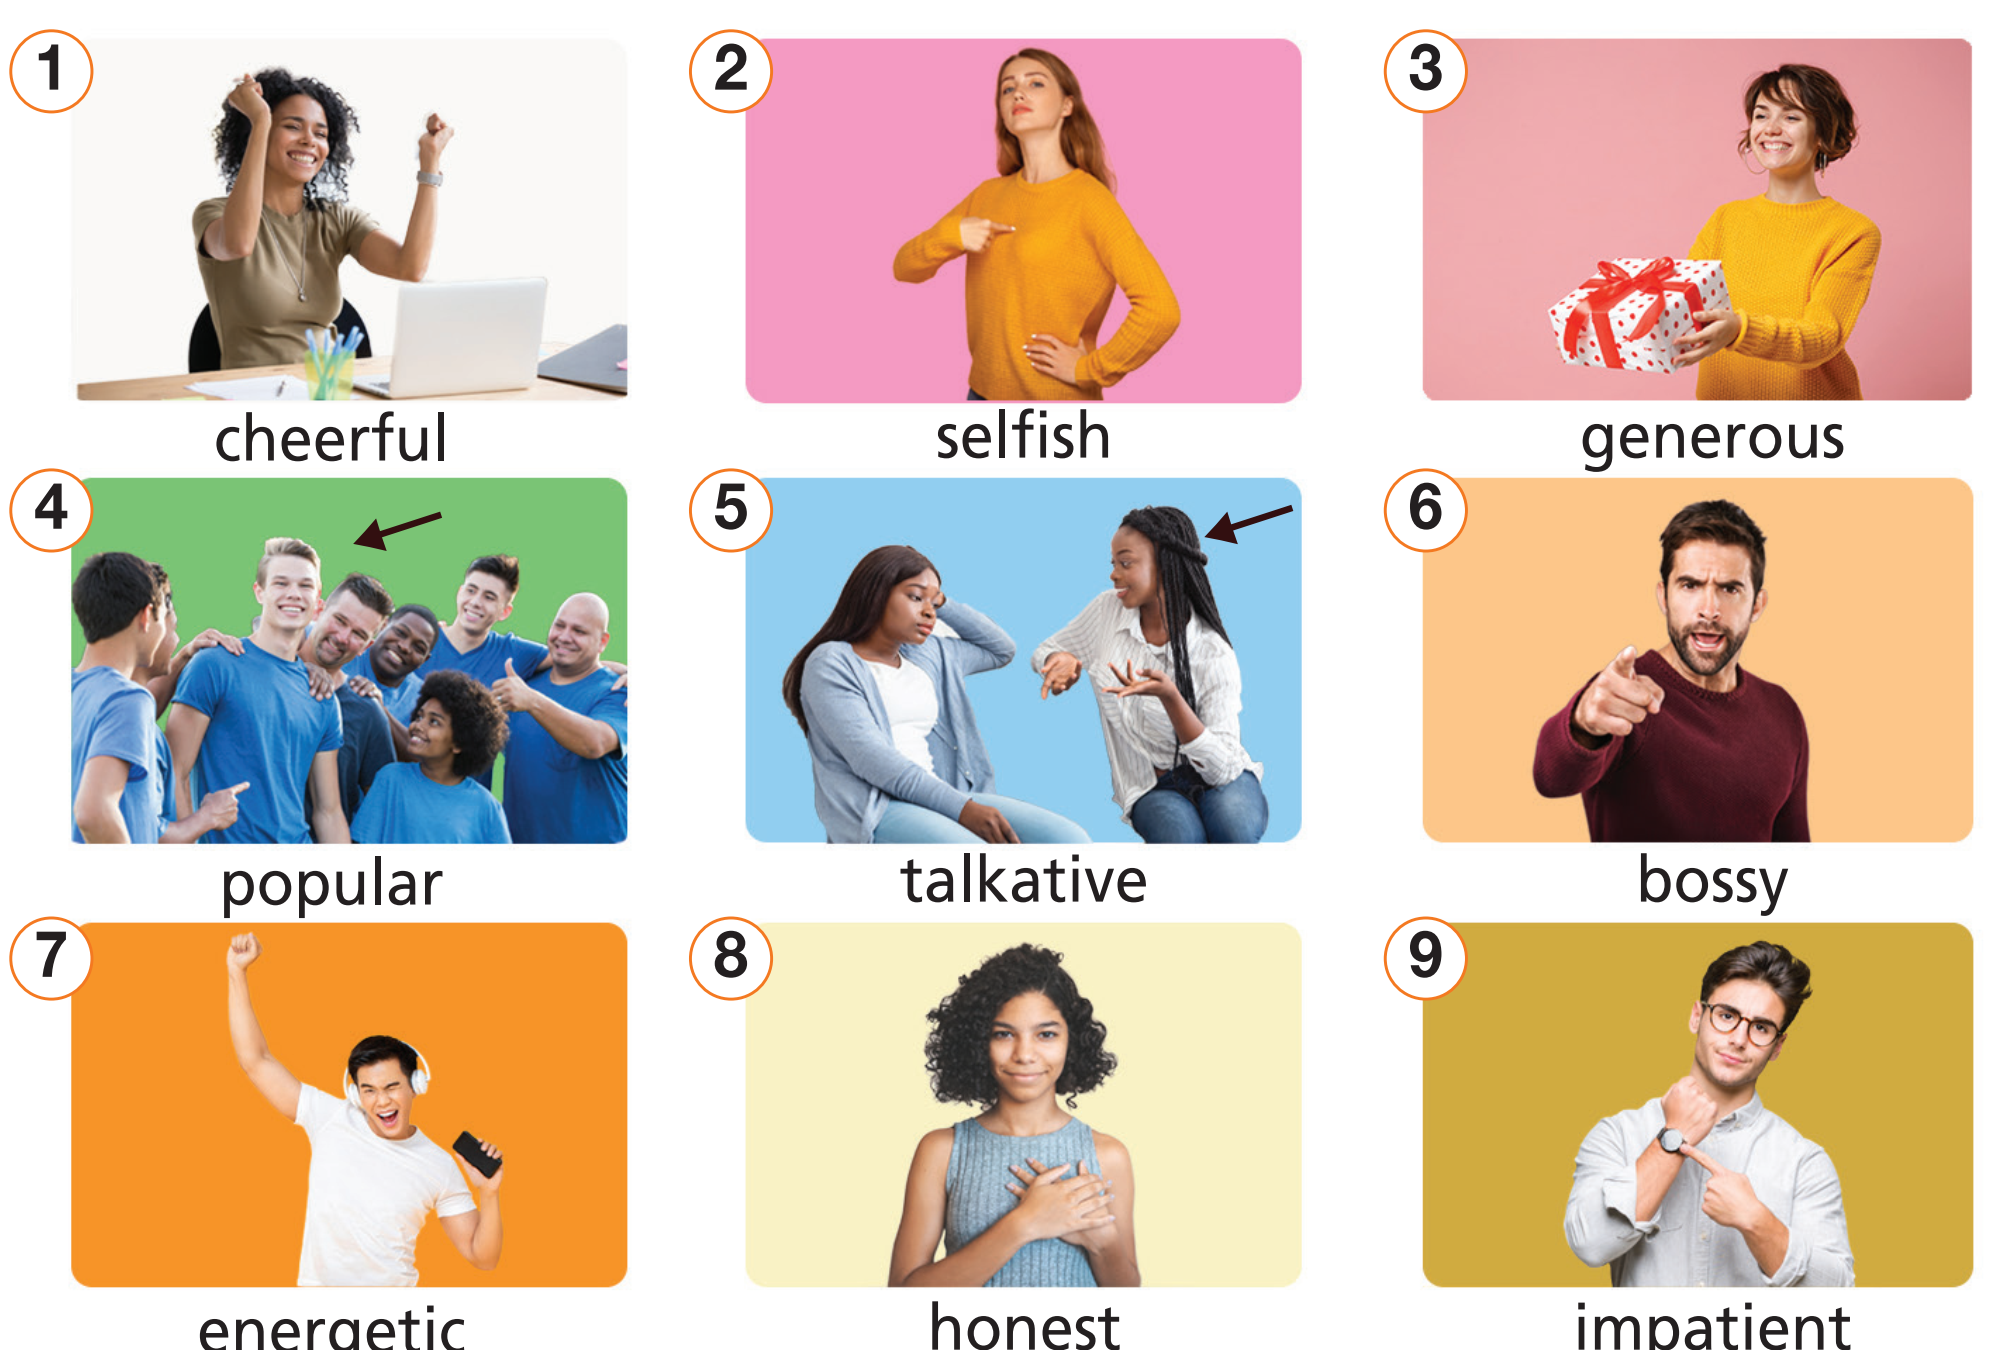 1
2
3
cheerful
selfish
generous
4
5
6
popular
talkative
bossy
7
8
9
energetic
honest
impatient